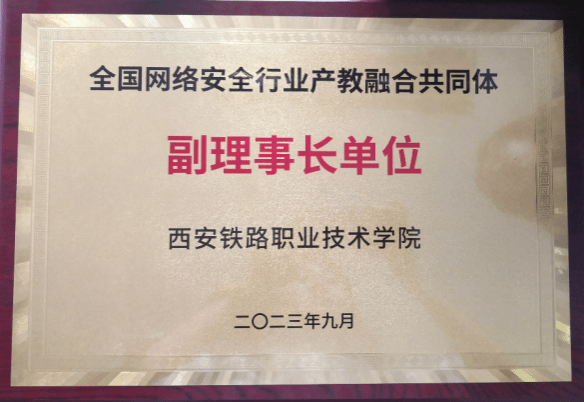 全国网络安全行业产教融合共同体
副理事长单位
西安铁路职业技术学院
二〇二三年九月